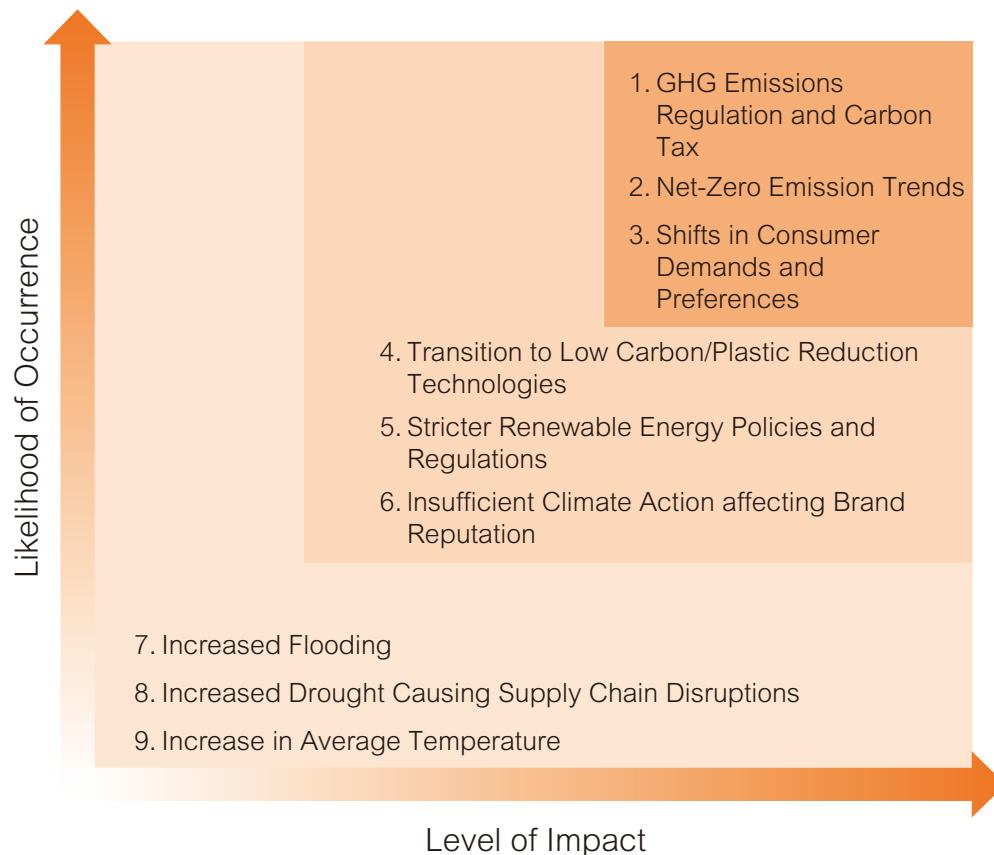 Likelihood of Occurrence
1. GHG Emissions
Regulation and Carbon
Tax
2. Net-Zero Emission Trends
3. Shifts in Consumer
Demands and
Preferences
4. Transition to Low Carbon/Plastic Reduction
Technologies
5. Stricter Renewable Energy Policies and
Regulations
6. Insufficient Climate Action affecting Brand
Reputation
7. Increased Flooding
8. Increased Drought Causing Supply Chain Disruptions
9. Increase in Average Temperature
Level of Impact